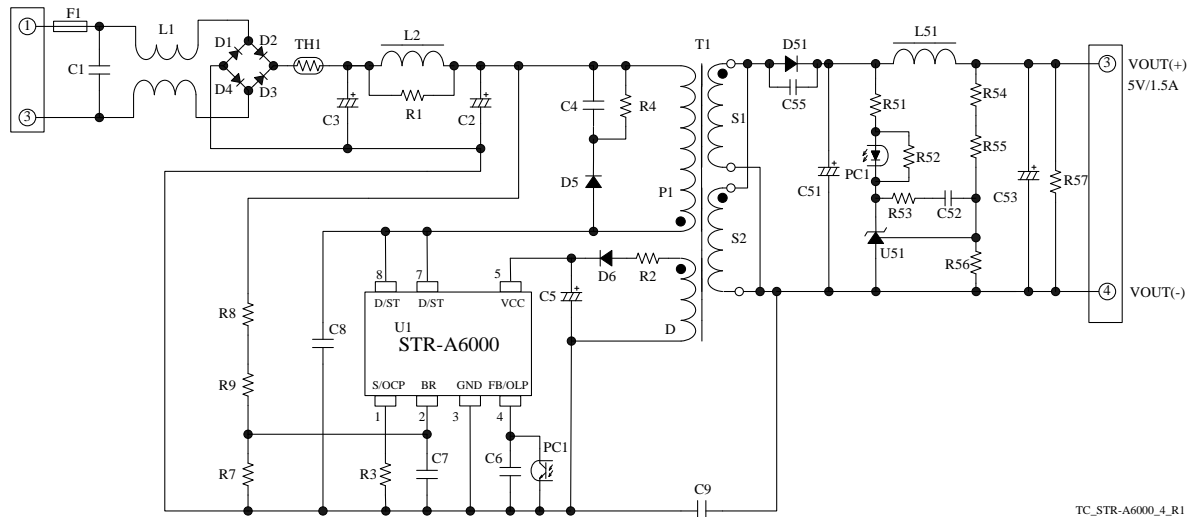 1
F1
L1
D1
D2
D4
D3
C1
3
TH1
L2
R1
C3
C2
C4
R4
D5
P1
T1
S1
S2
D51
C55
L51
R51
R54
3
VOUT(+)
5V/1.5A
PC1
R52
R55
C51
R53
C52
C53
R57
U51
R56
4
VOUT(-)
D6
R2
C5
D
8
7
5
D/ST
D/ST
VCC
U1
STR-A6000
S/OCP
BR
GND
FB/OLP
1
2
3
4
R8
C8
R9
R7
R3
C7
C6
PC1
C9
TC_STR-A6000_4_R1